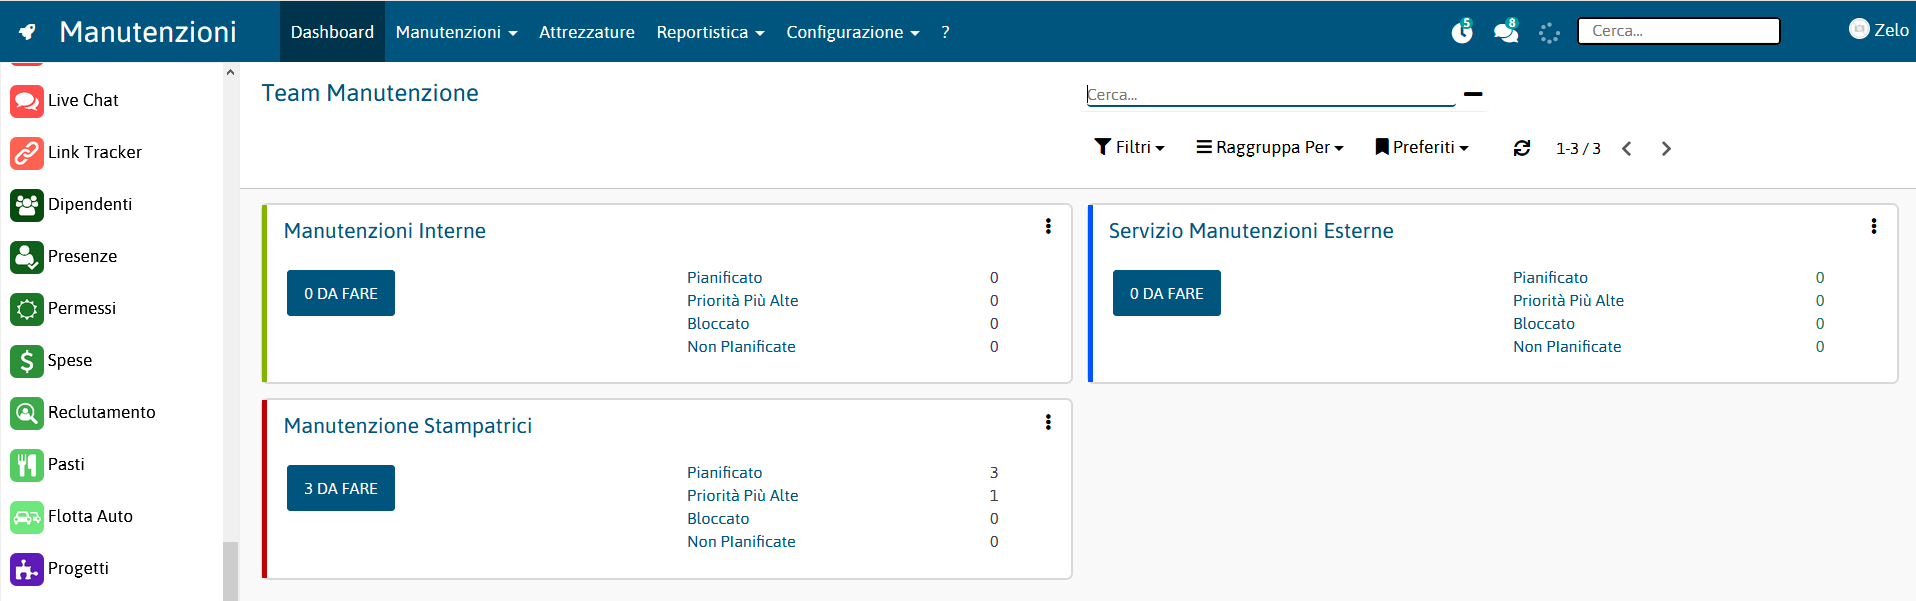 Manutenzioni
Dashboard Manutenzioni Attrezzature Reportistica Configurazione ?
5 8 Cerca... Zelo
Live Chat
Link Tracker
Dipendenti
Presenze
Permessi
Spese
Reclutamento
Pasti
Flotta Auto
Progetti
Team Manutenzione
Cerca...
Filtri Raggruppa Per Preferiti 1-3 / 3
Manutenzioni Interne
0 DA FARE
Pianificato 0
Priorità Più Alte 0
Bloccato 0
Non PIanificate 0
Servizio Manutenzioni Esterne
0 DA FARE
Pianificato 0
Priorità Più Alte 0
Bloccato 0
Non PIanificate 0
Manutenzione Stampatrici
3 DA FARE
Pianificato 3
Priorità Più Alte 1
Bloccato 0
Non PIanificate 0